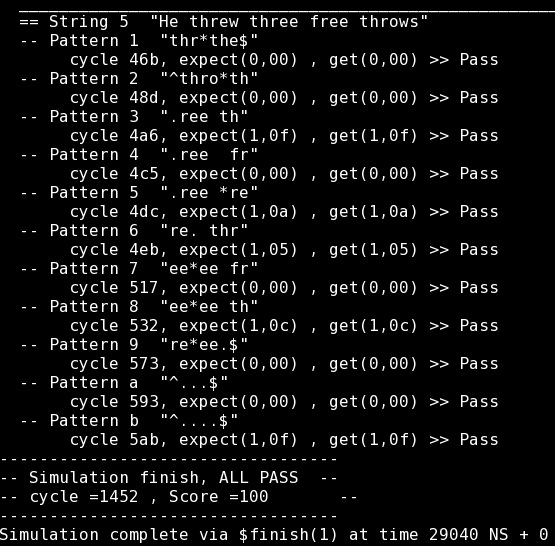 == String 5  "He threw three free throws"
-- Pattern 1  "thr*the$"
cycle 46b, expect(0,00) , get(0,00) >> Pass
-- Pattern 2  "^thro*th"
cycle 48d, expect(0,00) , get(0,00) >> Pass
-- Pattern 3  ".ree th"
cycle 4a6, expect(1,0f) , get(1,0f) >> Pass
-- Pattern 4  ".ree  fr"
cycle 4c5, expect(0,00) , get(0,00) >> Pass
-- Pattern 5  ".ree *re"
cycle 4dc, expect(1,0a) , get(1,0a) >> Pass
-- Pattern 6  "re. thr"
cycle 4eb, expect(1,05) , get(1,05) >> Pass
-- Pattern 7  "ee*ee fr"
cycle 517, expect(0,00) , get(0,00) >> Pass
-- Pattern 8  "ee*ee th"
cycle 532, expect(1,0c) , get(1,0c) >> Pass
-- Pattern 9  "re*ee.$"
cycle 573, expect(0,00) , get(0,00) >> Pass
-- Pattern a  "^...$"
cycle 593, expect(0,00) , get(0,00) >> Pass
-- Pattern b  "^....$"
cycle 5ab, expect(1,0f) , get(1,0f) >> Pass
----------------------------------
-- Simulation finish, ALL PASS  --
-- cycle =1452 , Score =100       --
----------------------------------
Simulation complete via $finish(1) at time 29040 NS + 0